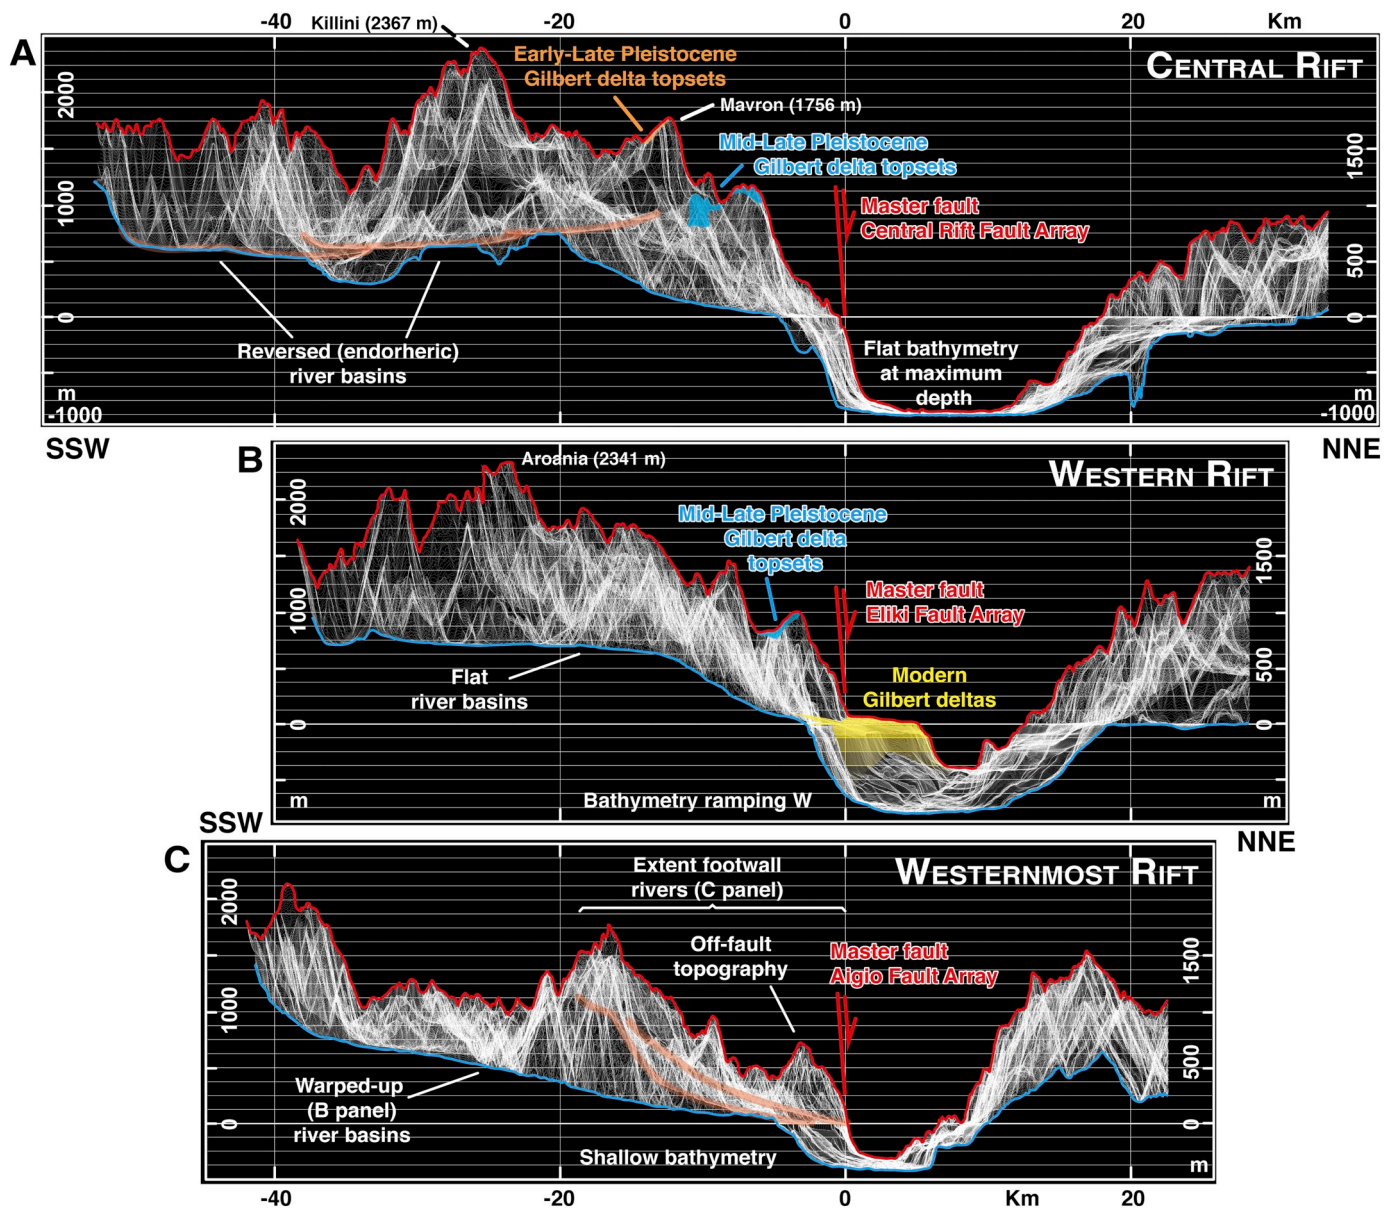 -40 -20 0 20 Km
A
Killini (2367 m)
CENTRAL RIFT
Early-Late Pleistocene
Gilbert delta topsets
Mavron (1756 m)
Mid-Late Pleistocene
Gilbert delta topsets
Master fault
Central Rift Fault Array
2000
1000
0
m
-1000
1500
500
0
m
-1000
Reversed (endorheric)
river basins
Flat bathymetry
at maximum
depth
SSW
NNE
B
Aroania (2341 m)
WESTERN RIFT
Mid-Late Pleistocene
Gilbert delta
topsets
Master fault
Eliki Fault Array
Modern
Gilbert deltas
Flat
river basins
Bathymetry ramping W
2000
1000
0
m
1500
500
0
m
SSW
NNE
C
Extent footwall
rivers (C panel)
WESTERNMOST RIFT
Off-fault
topography
Master fault
Aigio Fault Array
Warped-up
(B panel)
river basins
Shallow bathymetry
2000
1000
0
1500
500
0
m
-40 -20 0 Km 20